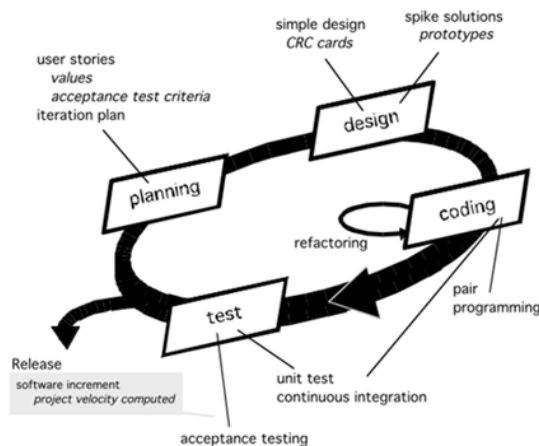 simple design
CRC cards
spike solutions
prototypes
user stories
values
acceptance test criteria
iteration plan
design
planning
coding
refactoring
test
pair
programming
Release
software increment
project velocity computed
unit test
continuous integration
acceptance testing